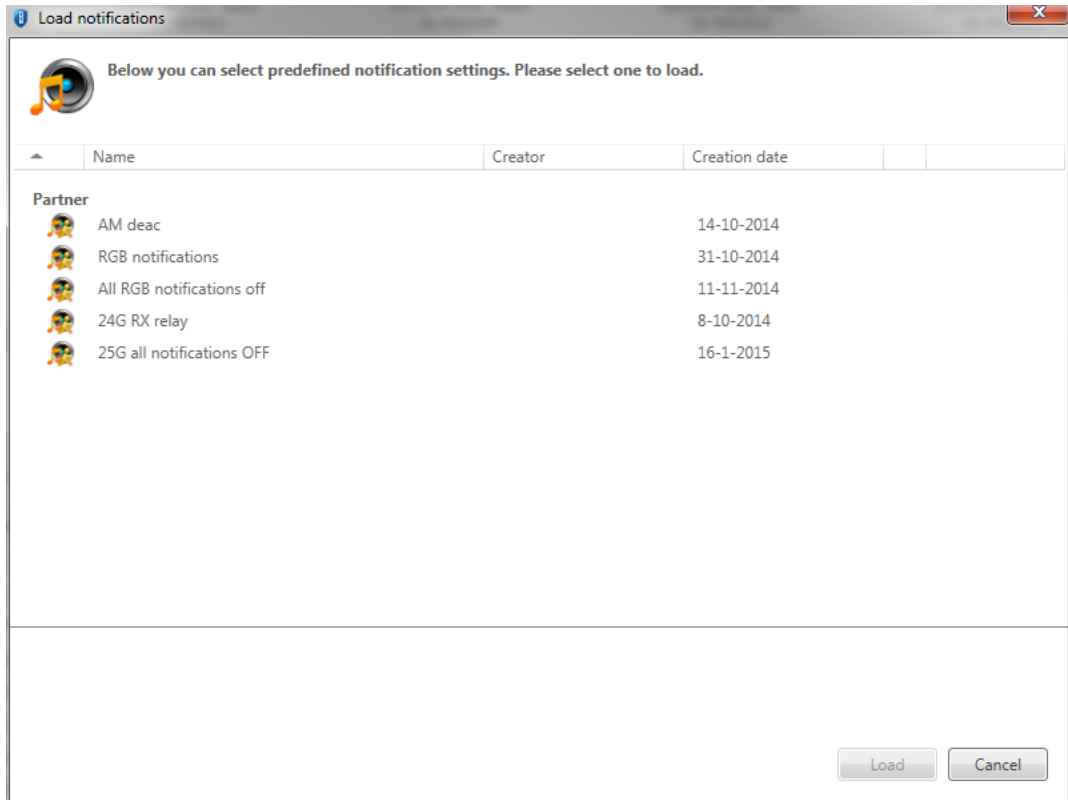 Load notifications
Below you can select predefined notification settings. Please select one to load.
Name Creator Creation date
Partner
AM deac 14-10-2014
RGB notifications 31-10-2014
All RGB notifications off 11-11-2014
24G RX relay 8-10-2014
25G all notifications OFF 16-1-2015
Load Cancel